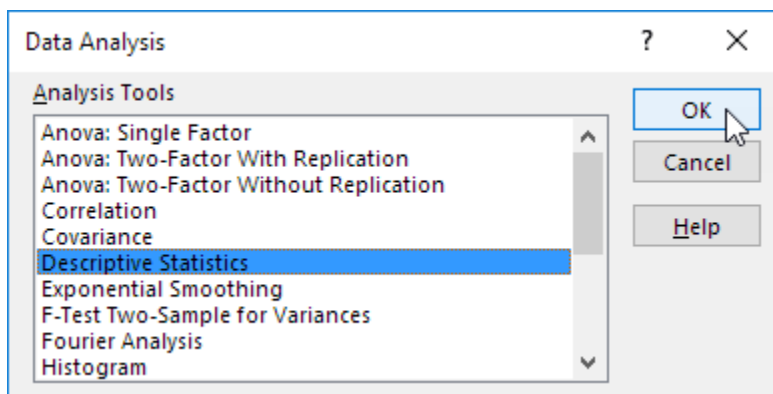 Data Analysis
?
Analysis Tools
Anova: Single Factor
Anova: Two-Factor With Replication
Anova: Two-Factor Without Replication
Correlation
Covariance
Descriptive Statistics
Exponential Smoothing
F-Test Two-Sample for Variances
Fourier Analysis
Histogram
OK
Cancel
Help